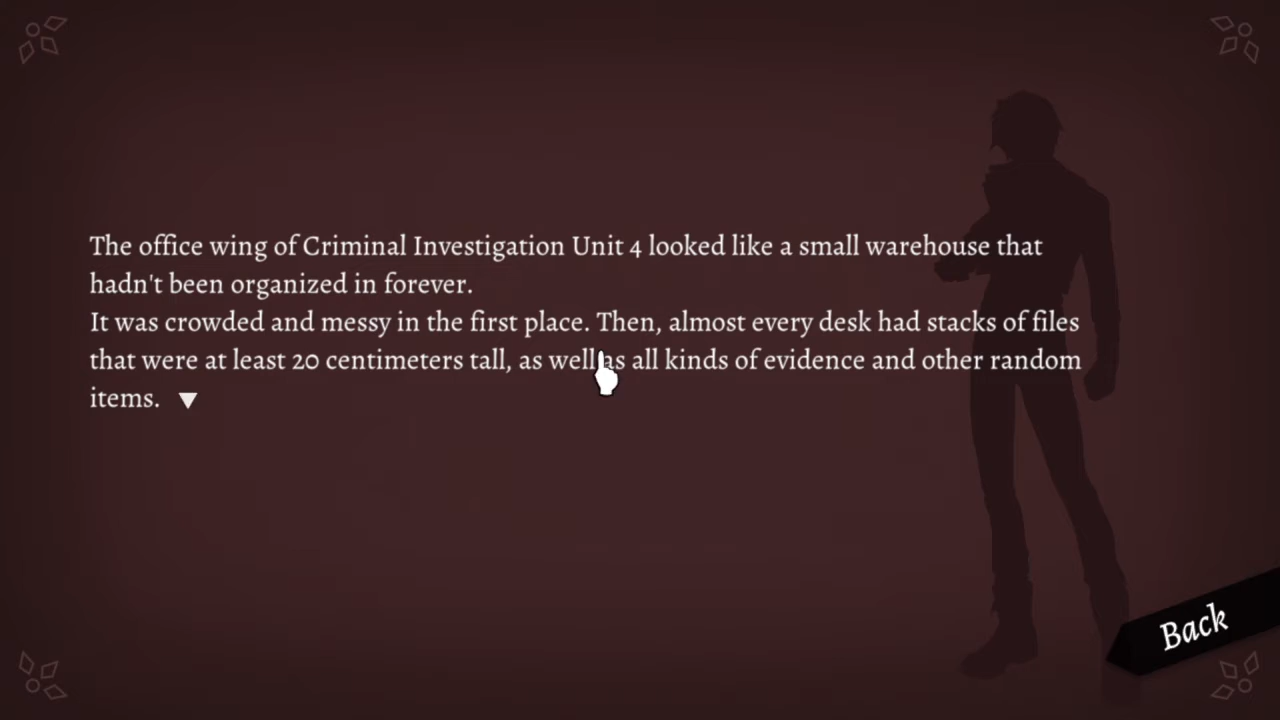 The office wing of Criminal Investigation Unit 4 looked like a small warehouse that
hadn't been organized in forever.
It was crowded and messy in the first place. Then, almost every desk had stacks of files
that were at least 20 centimeters tall, as well as all kinds of evidence and other random
items.
Back